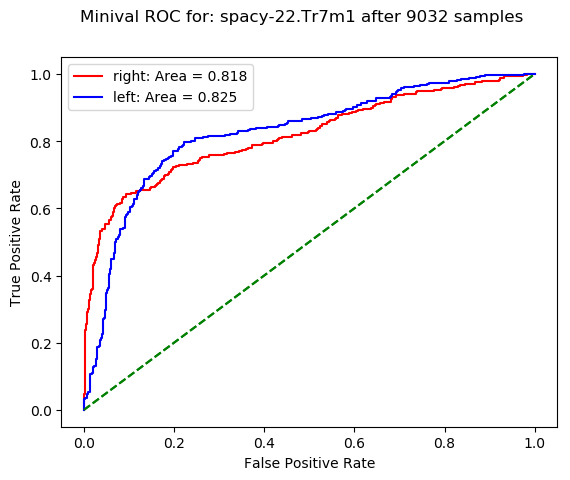 Minival ROC for: spacy-22.Tr7m1 after 9032 samples
right: Area = 0.818
left: Area = 0.825
True Positive Rate
1.0
0.8
0.6
0.4
0.2
0.0
0.0 0.2 0.4 0.6 0.8 1.0
False Positive Rate